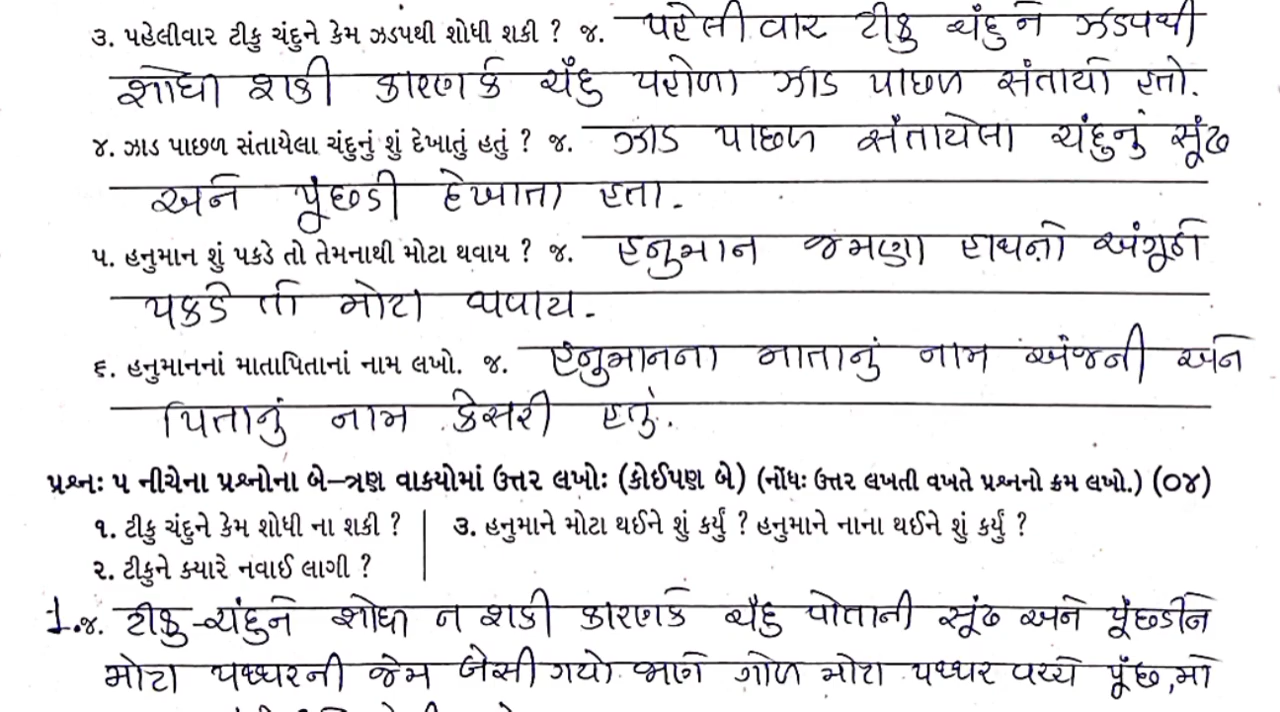 ૩. પહેલીવાર ટીકુ ચંદુને કેમ ઝડપથી શોધી શકી ? જ. પહેલીવાર ટીકુ ચંદુને ઝડપથી
શોધી શકી કારણકે ચઁદુ પહોળા ઝાડ પાછળ સંતાયો હતો.
૪. ઝાડ પાછળ સંતાયેલા ચંદુનું શું દેખાતું હતું ? જ. ઝાડ પાછળ સંતાયેલા ચંદુનું સૂંઢ
અને પૂંછડી દેખાતા હતા.
૫. હનુમાન શું પકડે તો તેમનાથી મોટા થવાય ? જ. હનુમાન જમણા હાથનો અંગૂઠો
પકડે તો મોટા થવાય.
૬. હનુમાનનાં માતાપિતાનાં નામ લખો. જ. હનુમાનના માતાનું નામ અંજની અને
પિતાનું નામ કેસરી હતું.
પ્રશ્નઃ ૫ નીચેના પ્રશ્નોના બે–ત્રણ વાક્યોમાં ઉત્તર લખોઃ (કોઈપણ બે) (નોંધઃ ઉત્તર લખતી વખતે પ્રશ્નનો ક્રમ લખો.) (૦૪)
૧. ટીકુ ચંદુને કેમ શોધી ના શકી ? ૩. હનુમાને મોટા થઈને શું કર્યું ? હનુમાને નાના થઈને શું કર્યું ?
૨. ટીકુને ક્યારે નવાઈ લાગી ?
1.જ. ટીકુ ચંદુને શોધી ન શકી કારણકે ચઁદુ પોતાની સૂંઢ અને પૂંછડીને
મોટા પથ્થરની જેમ બેસી ગયો. જાણે ગોળ મોટા પથ્થર વચ્ચે પૂંછ,મો